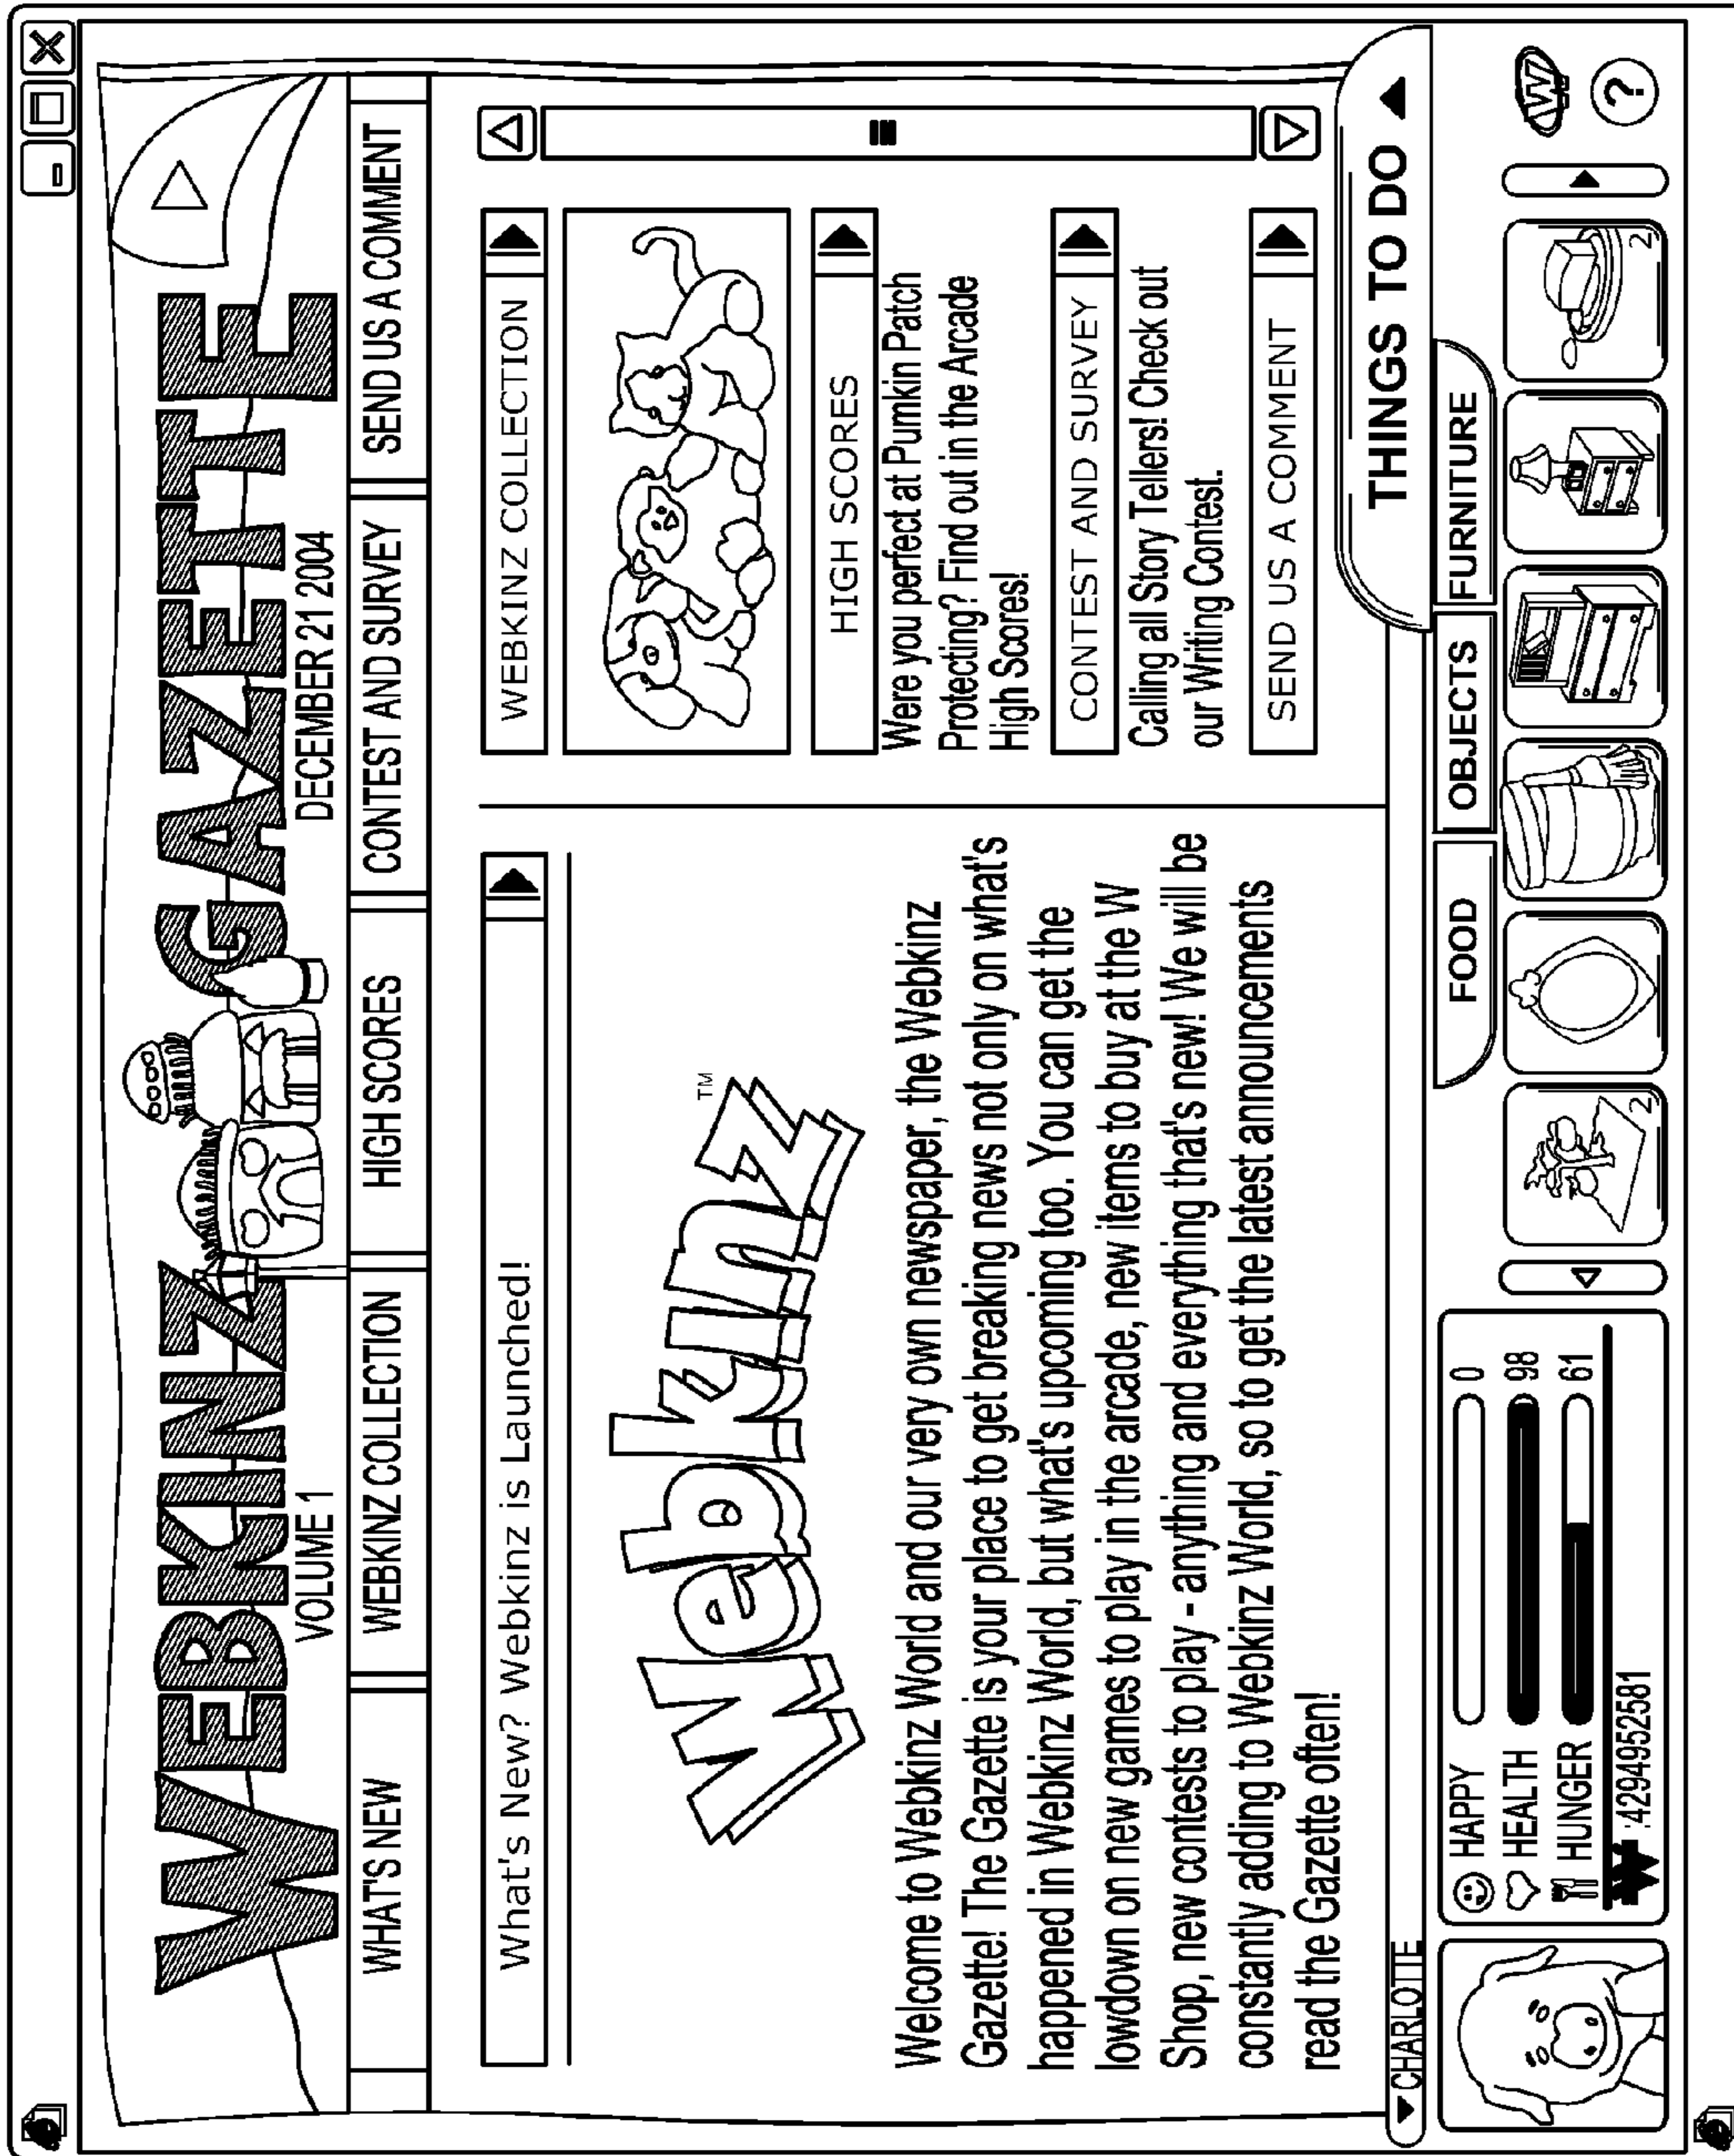 WEBKINZ GAZETTE
VOLUME 1
DECEMBER 21 2004
WHAT'S NEW
WEBKINZ COLLECTION
HIGH SCORES
CONTEST AND SURVEY
SEND US A COMMENT
What's New? Webkinz is Launched!
Webkinz™
Welcome to Webkinz World and our very own newspaper, the Webkinz
Gazette! The Gazette is your place to get breaking news not only on what's
happened in Webkinz World, but what's upcoming too. You can get the
lowdown on new games to play in the arcade, new items to buy at the W
Shop, new contests to play - anything and everything that's new! We will be
constantly adding to Webkinz World, so to get the latest announcements
read the Gazette often!
WEBKINZ COLLECTION
HIGH SCORES
Were you perfect at Pumkin Patch
Protecting? Find out in the Arcade
High Scores!
CONTEST AND SURVEY
Calling all Story Tellers! Check out
our Writing Contest.
SEND US A COMMENT
CHARLOTTE
THINGS TO DO
HAPPY 0
HEALTH 98
HUNGER 61
W :4294952581
FOOD
OBJECTS
FURNITURE
2
2
W
?